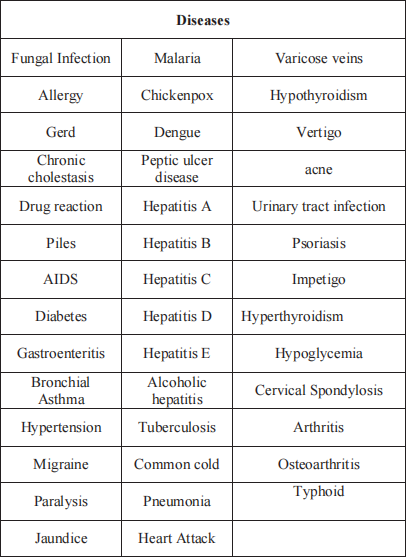 Diseases
Fungal Infection Malaria Varicose veins
Allergy Chickenpox Hypothyroidism
Gerd Dengue Vertigo
Chronic cholestasis Peptic ulcer disease acne
Drug reaction Hepatitis A Urinary tract infection
Piles Hepatitis B Psoriasis
AIDS Hepatitis C Impetigo
Diabetes Hepatitis D Hyperthyroidism
Gastroenteritis Hepatitis E Hypoglycemia
Bronchial Asthma Alcoholic hepatitis Cervical Spondylosis
Hypertension Tuberculosis Arthritis
Migraine Common cold Osteoarthritis
Paralysis Pneumonia Typhoid
Jaundice Heart Attack